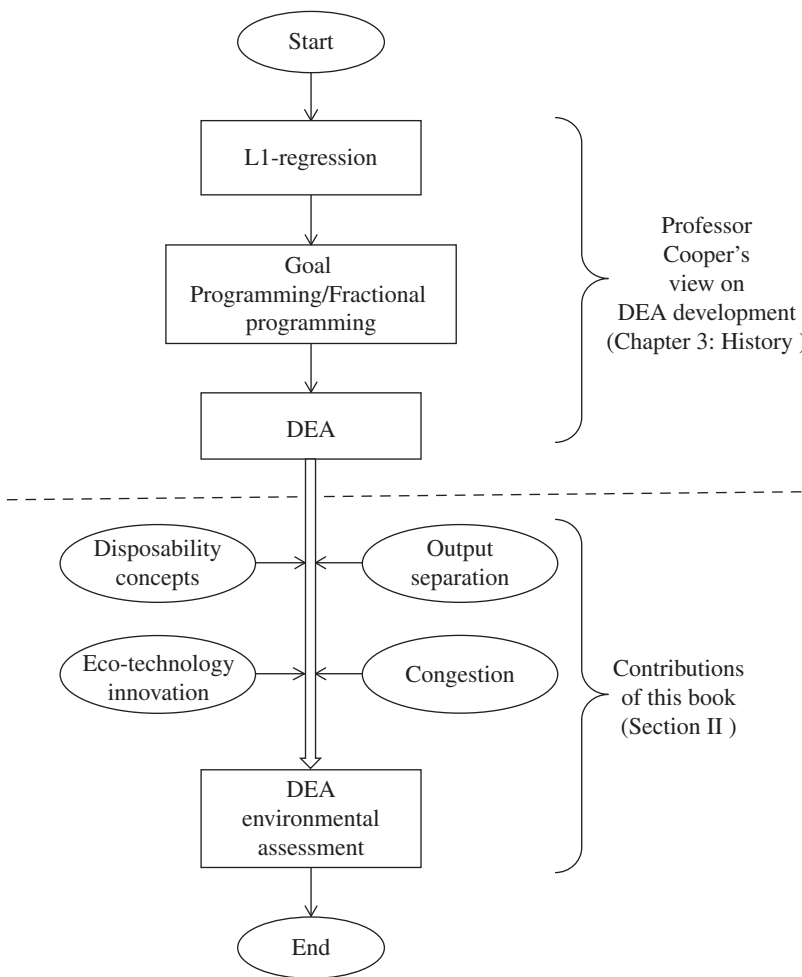 Start
L1-regression
Goal
Programming/Fractional
programming
DEA
Professor
Cooper's
view on
DEA development
(Chapter 3: History )
Disposability
concepts
Output
separation
Eco-technology
innovation
Congestion
Contributions
of this book
(Section II )
DEA
environmental
assessment
End